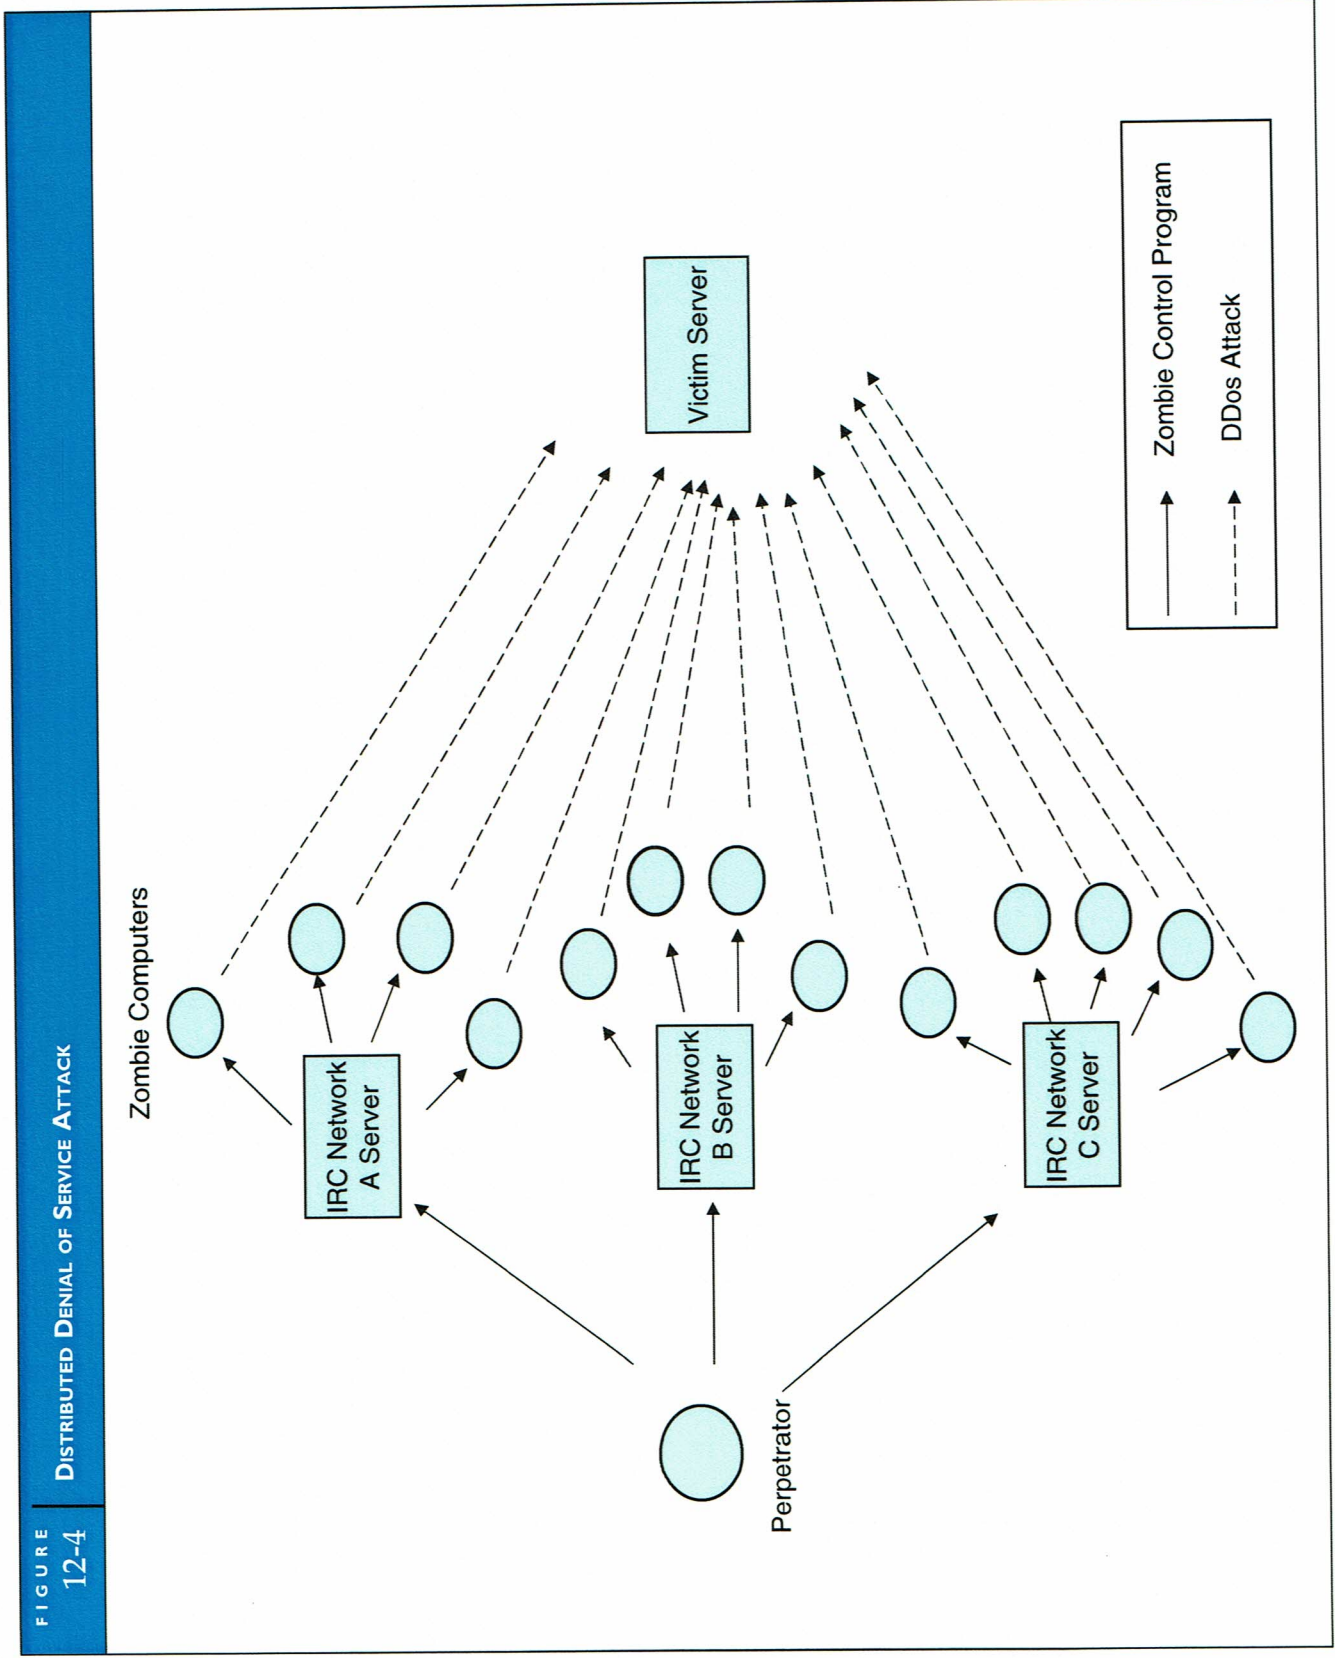 FIGURE
12-4
DISTRIBUTED DENIAL OF SERVICE ATTACK
Zombie Computers
IRC Network
A Server
IRC Network
B Server
IRC Network
C Server
Perpetrator
Victim Server
Zombie Control Program
DDos Attack